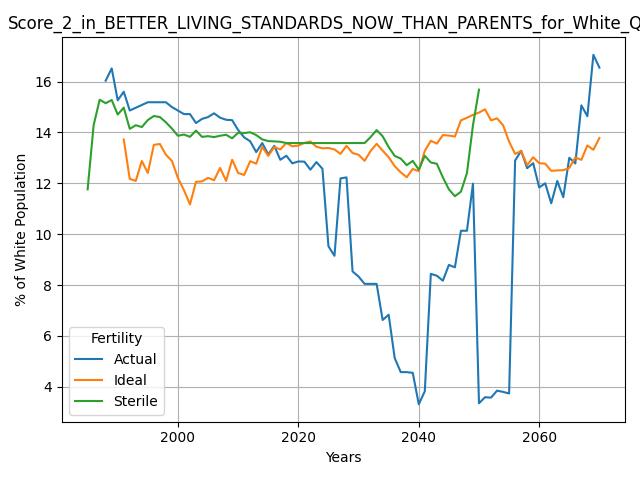 Score_2_in_BETTER_LIVING_STANDARDS_NOW_THAN_PARENTS_for_White_Q
% of White Population
16
14
12
10
8
6
4
Fertility
Actual
Ideal
Sterile
2000
2020
2040
2060
Years